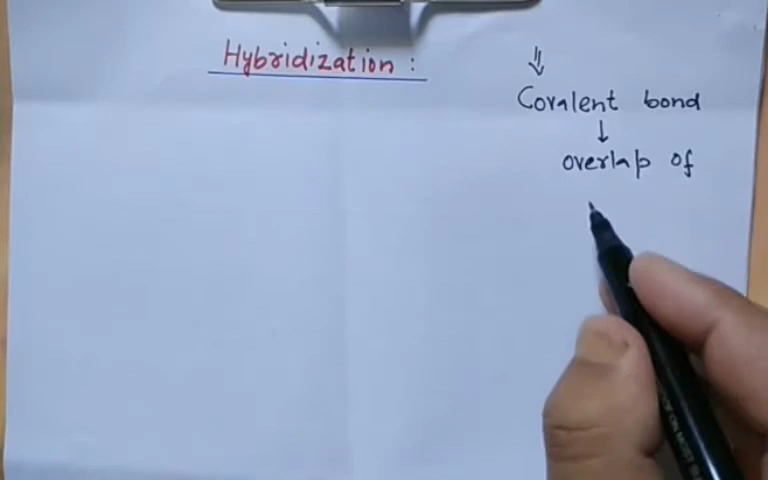 Hybridization :
⇓
Covalent bond
↓
overlap of